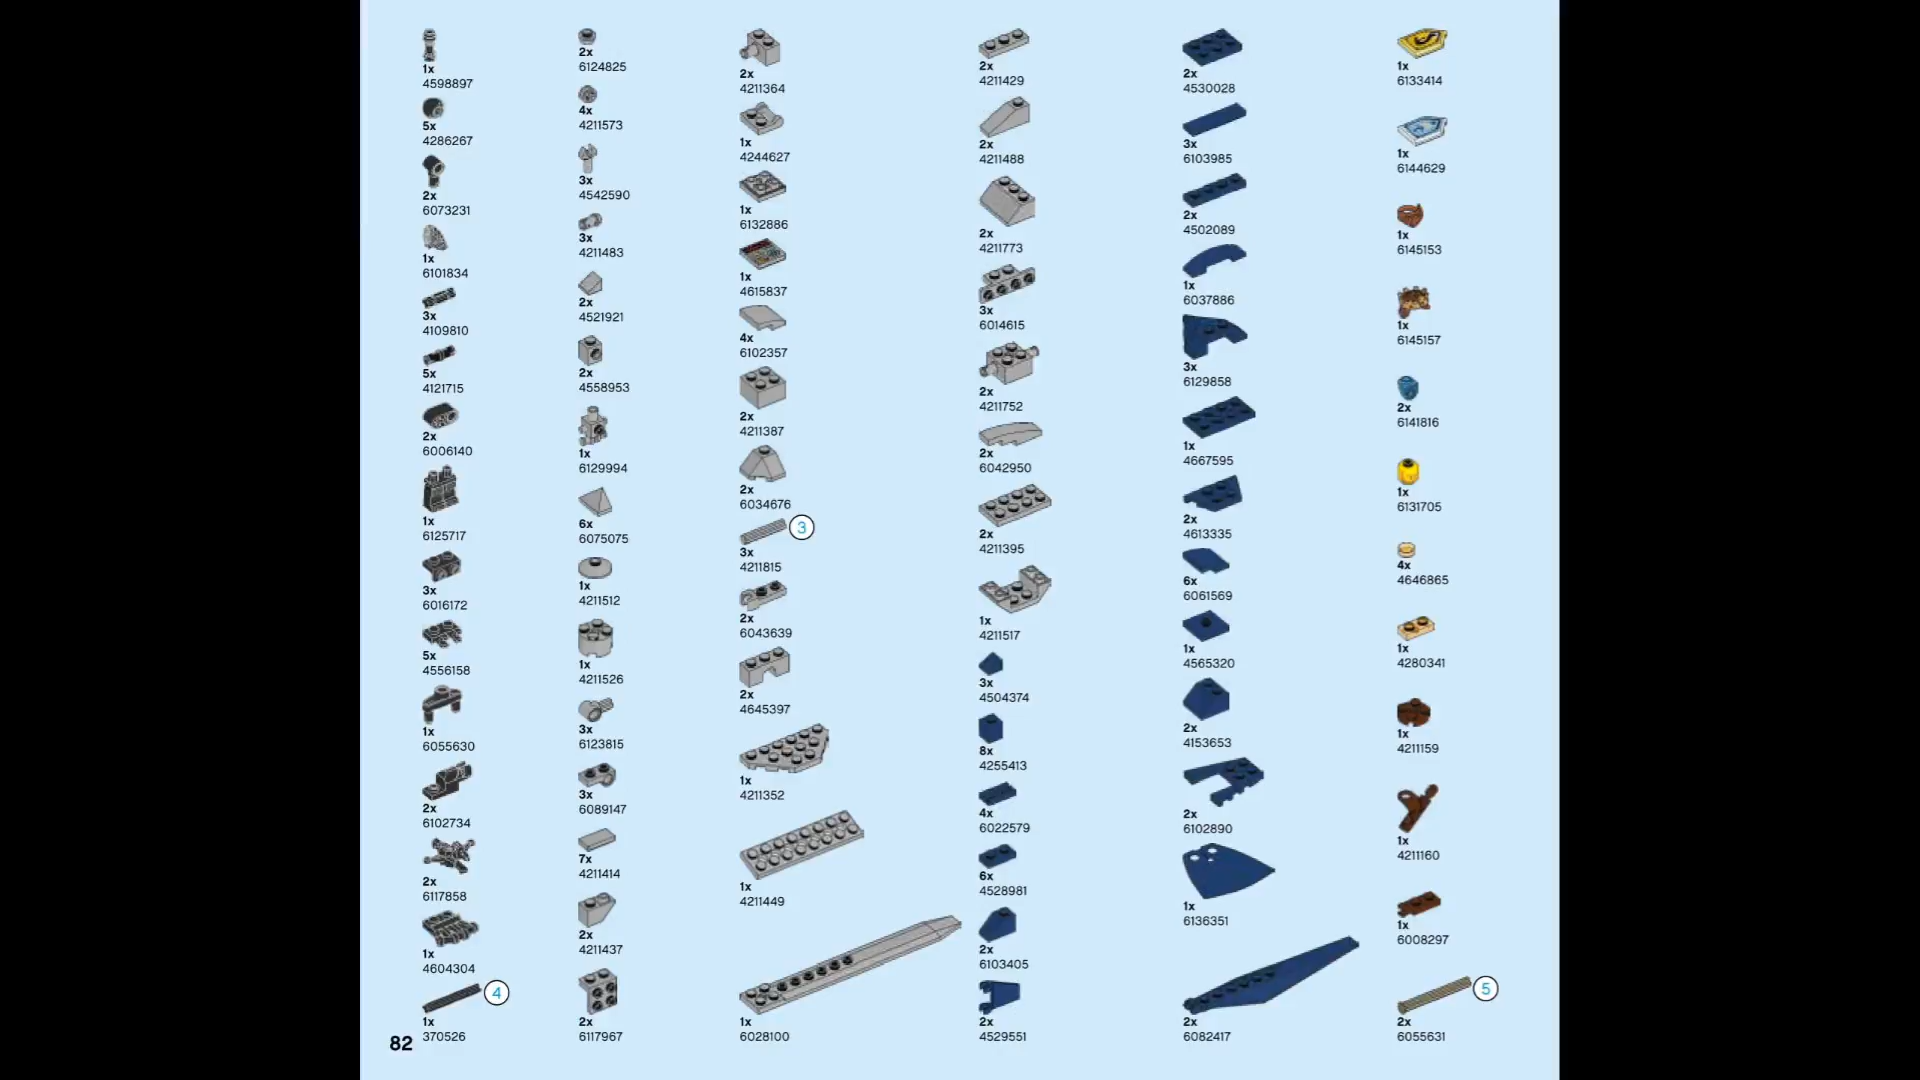 1x
4598897
5x
4286267
2x
6073231
1x
6101834
3x
4109810
5x
4121715
2x
6006140
1x
6125717
3x
6016172
5x
4556158
1x
6055630
2x
6102734
2x
6117858
1x
4604304
4
1x
370526
2x
6124825
4x
4211573
3x
4542590
3x
4211483
2x
4521921
2x
4558953
1x
6129994
6x
6075075
1x
4211512
1x
4211526
3x
6123815
3x
6089147
7x
4211414
2x
4211437
2x
6117967
2x
4211364
1x
4244627
1x
6132886
1x
4615837
4x
6102357
2x
4211387
2x
6034676
3
3x
4211815
2x
6043639
2x
4645397
1x
4211352
1x
4211449
1x
6028100
2x
4211429
2x
4211488
2x
4211773
3x
6014615
2x
4211752
2x
6042950
2x
4211395
1x
4211517
3x
4504374
8x
4255413
4x
6022579
6x
4528981
2x
6103405
2x
4529551
2x
4530028
3x
6103985
2x
4502089
1x
6037886
3x
6129858
1x
4667595
2x
4613335
6x
6061569
1x
4565320
2x
4153653
2x
6102890
1x
6136351
2x
6082417
1x
6133414
1x
6144629
1x
6145153
1x
6145157
2x
6141816
1x
6131705
4x
4646865
1x
4280341
1x
4211159
1x
4211160
1x
6008297
5
2x
6055631
82